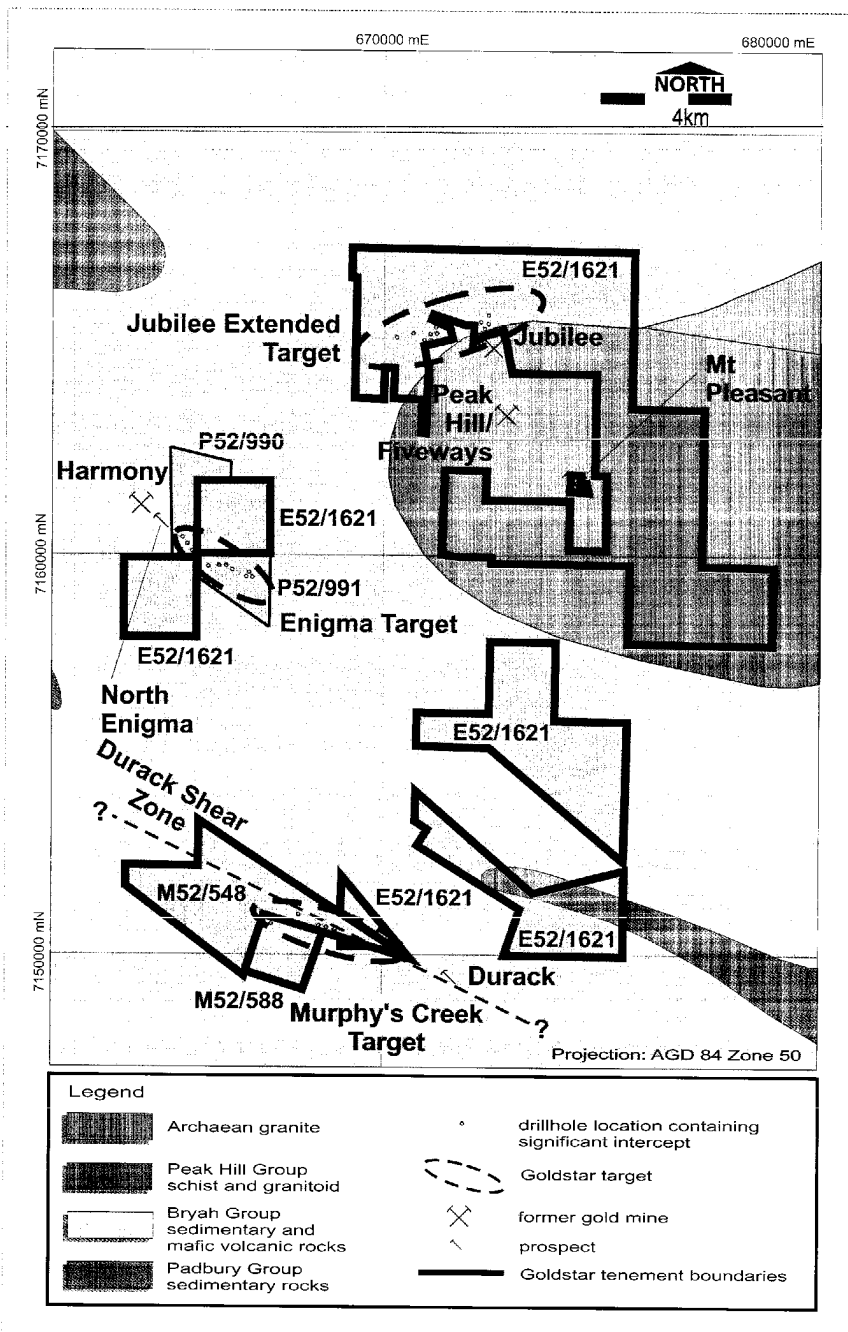 670000 mE
680000 mE
NORTH
4km
7170000 mN
E52/1621
Jubilee Extended
Target
Jubilee
Mt
Pleasant
Peak
Hill/
Fiveways
P52/990
Harmony
E52/1621
7160000 mN
P52/991
Enigma Target
E52/1621
North
Enigma
E52/1621
Durack Shear
Zone
?
M52/548
E52/1621
E52/1621
7150000 mN
Durack
M52/588
Murphy's Creek
Target
?
Projection: AGD 84 Zone 50
Legend
Archaean granite
Peak Hill Group
schist and granitoid
Bryah Group
sedimentary and
mafic volcanic rocks
Padbury Group
sedimentary rocks
drillhole location containing
significant intercept
Goldstar target
former gold mine
prospect
Goldstar tenement boundaries